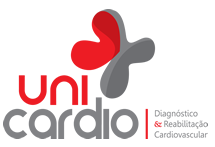 uni
cardio
Diagnóstico
& Reabilitação
Cardiovascular